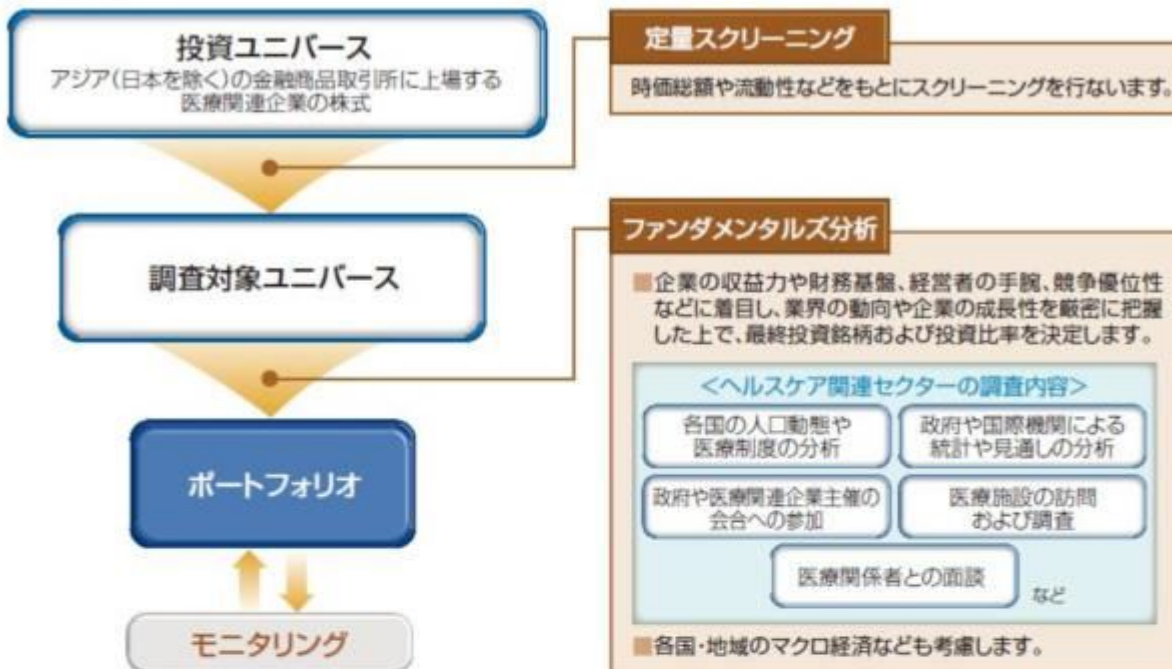 投資ユニバース
アジア(日本を除く)の金融商品取引所に上場する
医療関連企業の株式
定量スクリーニング
時価総額や流動性などをもとにスクリーニングを行ないます。
調査対象ユニバース
ファンダメンタルズ分析
■企業の収益力や財務基盤、経営者の手腕、競争優位性
などに着目し、業界の動向や企業の成長性を厳密に把握
した上で、最終投資銘柄および投資比率を決定します。
<ヘルスケア関連セクターの調査内容>
各国の人口動態や
医療制度の分析
政府や国際機関による
統計や見通しの分析
政府や医療関連企業主催の
会合への参加
医療施設の訪問
および調査
医療関係者との面談
など
■各国・地域のマクロ経済なども考慮します。
ポートフォリオ
モニタリング